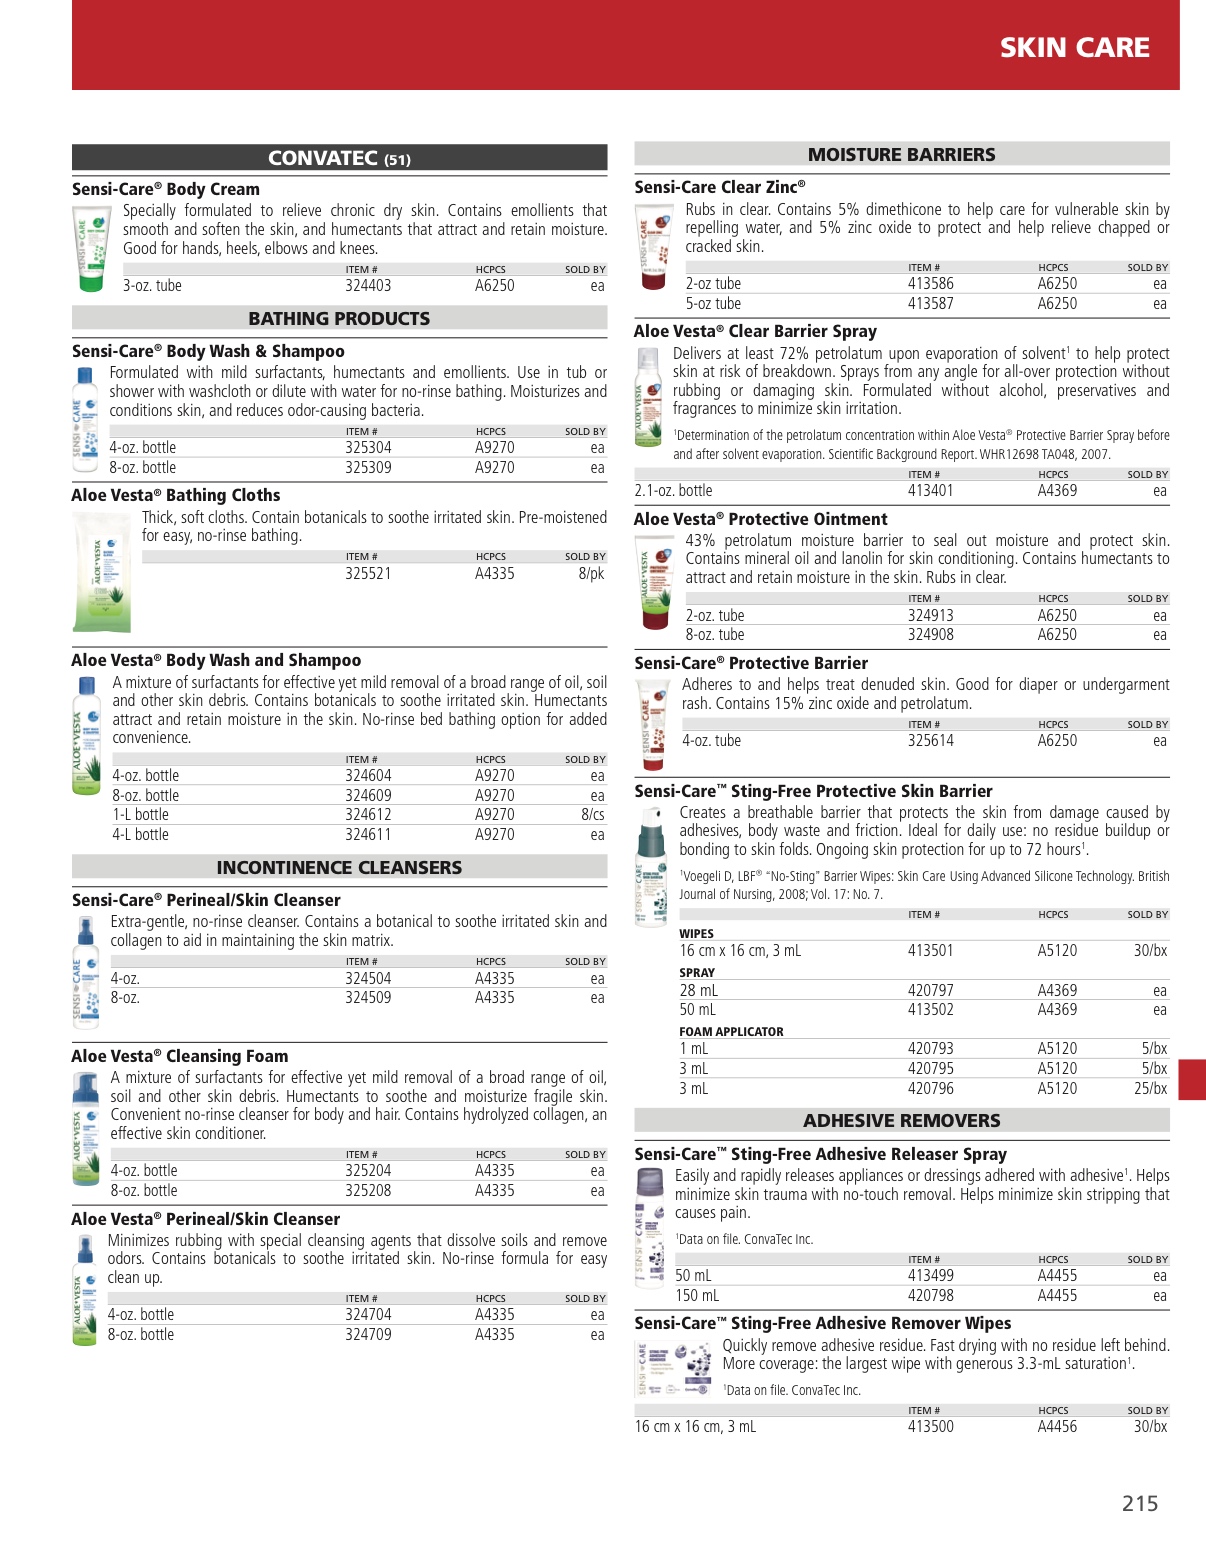 SKIN CARE
CONVATEC (51)
Sensi-Care® Body Cream
Specially formulated to relieve chronic dry skin. Contains emollients that
smooth and soften the skin, and humectants that attract and retain moisture.
Good for hands, heels, elbows and knees.
ITEM # HCPCS SOLD BY
3-oz. tube 324403 A6250 ea
BATHING PRODUCTS
Sensi-Care® Body Wash & Shampoo
Formulated with mild surfactants, humectants and emollients. Use in tub or
shower with washcloth or dilute with water for no-rinse bathing. Moisturizes and
conditions skin, and reduces odor-causing bacteria.
ITEM # HCPCS SOLD BY
4-oz. bottle 325304 A9270 ea
8-oz. bottle 325309 A9270 ea
Aloe Vesta® Bathing Cloths
Thick, soft cloths. Contain botanicals to soothe irritated skin. Pre-moistened
for easy, no-rinse bathing.
ITEM # HCPCS SOLD BY
325521 A4335 8/pk
Aloe Vesta® Body Wash and Shampoo
A mixture of surfactants for effective yet mild removal of a broad range of oil, soil
and other skin debris. Contains botanicals to soothe irritated skin. Humectants
attract and retain moisture in the skin. No-rinse bed bathing option for added
convenience.
ITEM # HCPCS SOLD BY
4-oz. bottle 324604 A9270 ea
8-oz. bottle 324609 A9270 ea
1-L bottle 324612 A9270 8/cs
4-L bottle 324611 A9270 ea
INCONTINENCE CLEANSERS
Sensi-Care® Perineal/Skin Cleanser
Extra-gentle, no-rinse cleanser. Contains a botanical to soothe irritated skin and
collagen to aid in maintaining the skin matrix.
ITEM # HCPCS SOLD BY
4-oz. 324504 A4335 ea
8-oz. 324509 A4335 ea
Aloe Vesta® Cleansing Foam
A mixture of surfactants for effective yet mild removal of a broad range of oil,
soil and other skin debris. Humectants to soothe and moisturize fragile skin.
Convenient no-rinse cleanser for body and hair. Contains hydrolyzed collagen, an
effective skin conditioner.
ITEM # HCPCS SOLD BY
4-oz. bottle 325204 A4335 ea
8-oz. bottle 325208 A4335 ea
Aloe Vesta® Perineal/Skin Cleanser
Minimizes rubbing with special cleansing agents that dissolve soils and remove
odors. Contains botanicals to soothe irritated skin. No-rinse formula for easy
clean up.
ITEM # HCPCS SOLD BY
4-oz. bottle 324704 A4335 ea
8-oz. bottle 324709 A4335 ea
MOISTURE BARRIERS
Sensi-Care Clear Zinc®
Rubs in clear. Contains 5% dimethicone to help care for vulnerable skin by
repelling water, and 5% zinc oxide to protect and help relieve chapped or
cracked skin.
ITEM # HCPCS SOLD BY
2-oz tube 413586 A6250 ea
5-oz tube 413587 A6250 ea
Aloe Vesta® Clear Barrier Spray
Delivers at least 72% petrolatum upon evaporation of solvent¹ to help protect
skin at risk of breakdown. Sprays from any angle for all-over protection without
rubbing or damaging skin. Formulated without alcohol, preservatives and
fragrances to minimize skin irritation.
¹Determination of the petrolatum concentration within Aloe Vesta® Protective Barrier Spray before
and after solvent evaporation. Scientific Background Report. WHR12698 TA048, 2007.
ITEM # HCPCS SOLD BY
2.1-oz. bottle 413401 A4369 ea
Aloe Vesta® Protective Ointment
43% petrolatum moisture barrier to seal out moisture and protect skin.
Contains mineral oil and lanolin for skin conditioning. Contains humectants to
attract and retain moisture in the skin. Rubs in clear.
ITEM # HCPCS SOLD BY
2-oz. tube 324913 A6250 ea
8-oz. tube 324908 A6250 ea
Sensi-Care® Protective Barrier
Adheres to and helps treat denuded skin. Good for diaper or undergarment
rash. Contains 15% zinc oxide and petrolatum.
ITEM # HCPCS SOLD BY
4-oz. tube 325614 A6250 ea
Sensi-Care™ Sting-Free Protective Skin Barrier
Creates a breathable barrier that protects the skin from damage caused by
adhesives, body waste and friction. Ideal for daily use: no residue buildup or
bonding to skin folds. Ongoing skin protection for up to 72 hours¹.
¹Voegeli D, LBF® “No-Sting” Barrier Wipes: Skin Care Using Advanced Silicone Technology. British
Journal of Nursing, 2008; Vol. 17: No. 7.
ITEM # HCPCS SOLD BY
WIPES
16 cm x 16 cm, 3 mL 413501 A5120 30/bx
SPRAY
28 mL 420797 A4369 ea
50 mL 413502 A4369 ea
FOAM APPLICATOR
1 mL 420793 A5120 5/bx
3 mL 420795 A5120 5/bx
3 mL 420796 A5120 25/bx
ADHESIVE REMOVERS
Sensi-Care™ Sting-Free Adhesive Releaser Spray
Easily and rapidly releases appliances or dressings adhered with adhesive¹. Helps
minimize skin trauma with no-touch removal. Helps minimize skin stripping that
causes pain.
¹Data on file. ConvaTec Inc.
ITEM # HCPCS SOLD BY
50 mL 413499 A4455 ea
150 mL 420798 A4455 ea
Sensi-Care™ Sting-Free Adhesive Remover Wipes
Quickly remove adhesive residue. Fast drying with no residue left behind.
More coverage: the largest wipe with generous 3.3-mL saturation¹.
¹Data on file. ConvaTec Inc.
ITEM # HCPCS SOLD BY
16 cm x 16 cm, 3 mL 413500 A4456 30/bx
215